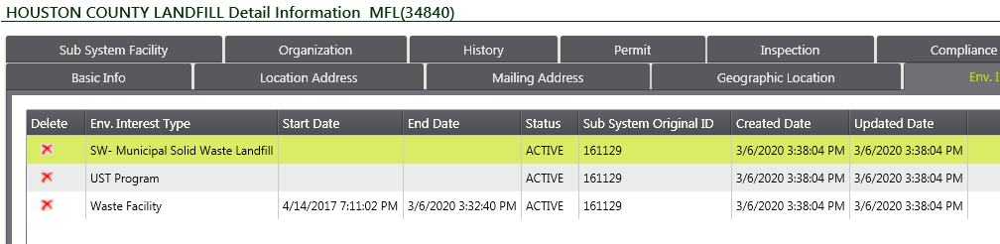 HOUSTON COUNTY LANDFILL Detail Information MFL(34840)
Sub System Facility Organization History Permit Inspection Compliance
Basic Info Location Address Mailing Address Geographic Location Env. I
Delete Env. Interest Type Start Date End Date Status Sub System Original ID Created Date Updated Date
SW- Municipal Solid Waste Landfill ACTIVE 161129 3/6/2020 3:38:04 PM 3/6/2020 3:38:04 PM
UST Program ACTIVE 161129 3/6/2020 3:38:04 PM 3/6/2020 3:38:04 PM
Waste Facility 4/14/2017 7:11:02 PM 3/6/2020 3:32:40 PM ACTIVE 161129 3/6/2020 3:38:04 PM 3/6/2020 3:38:04 PM